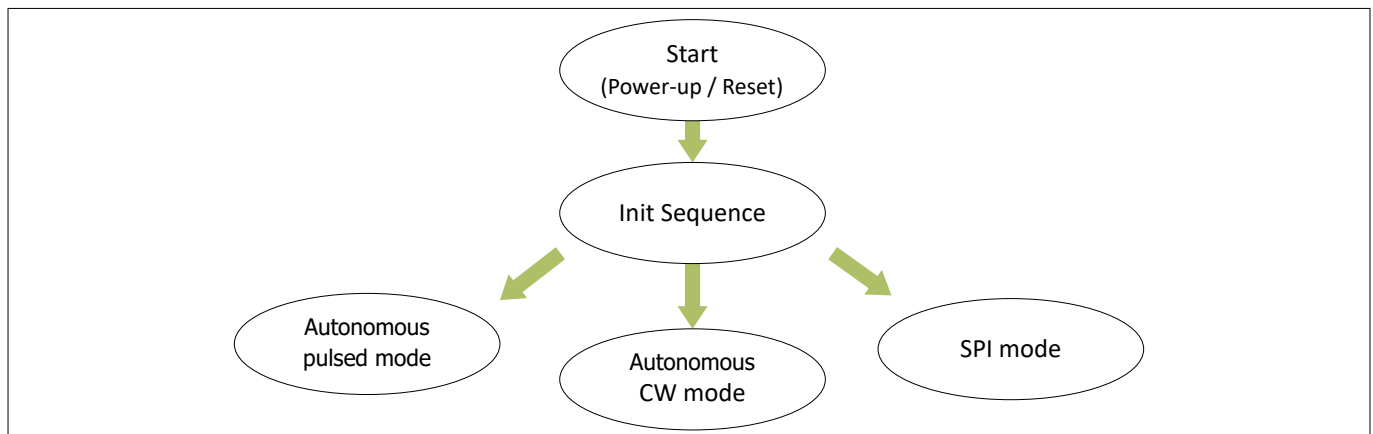 Start
(Power-up / Reset)
Init Sequence
Autonomous
pulsed mode
Autonomous
CW mode
SPI mode